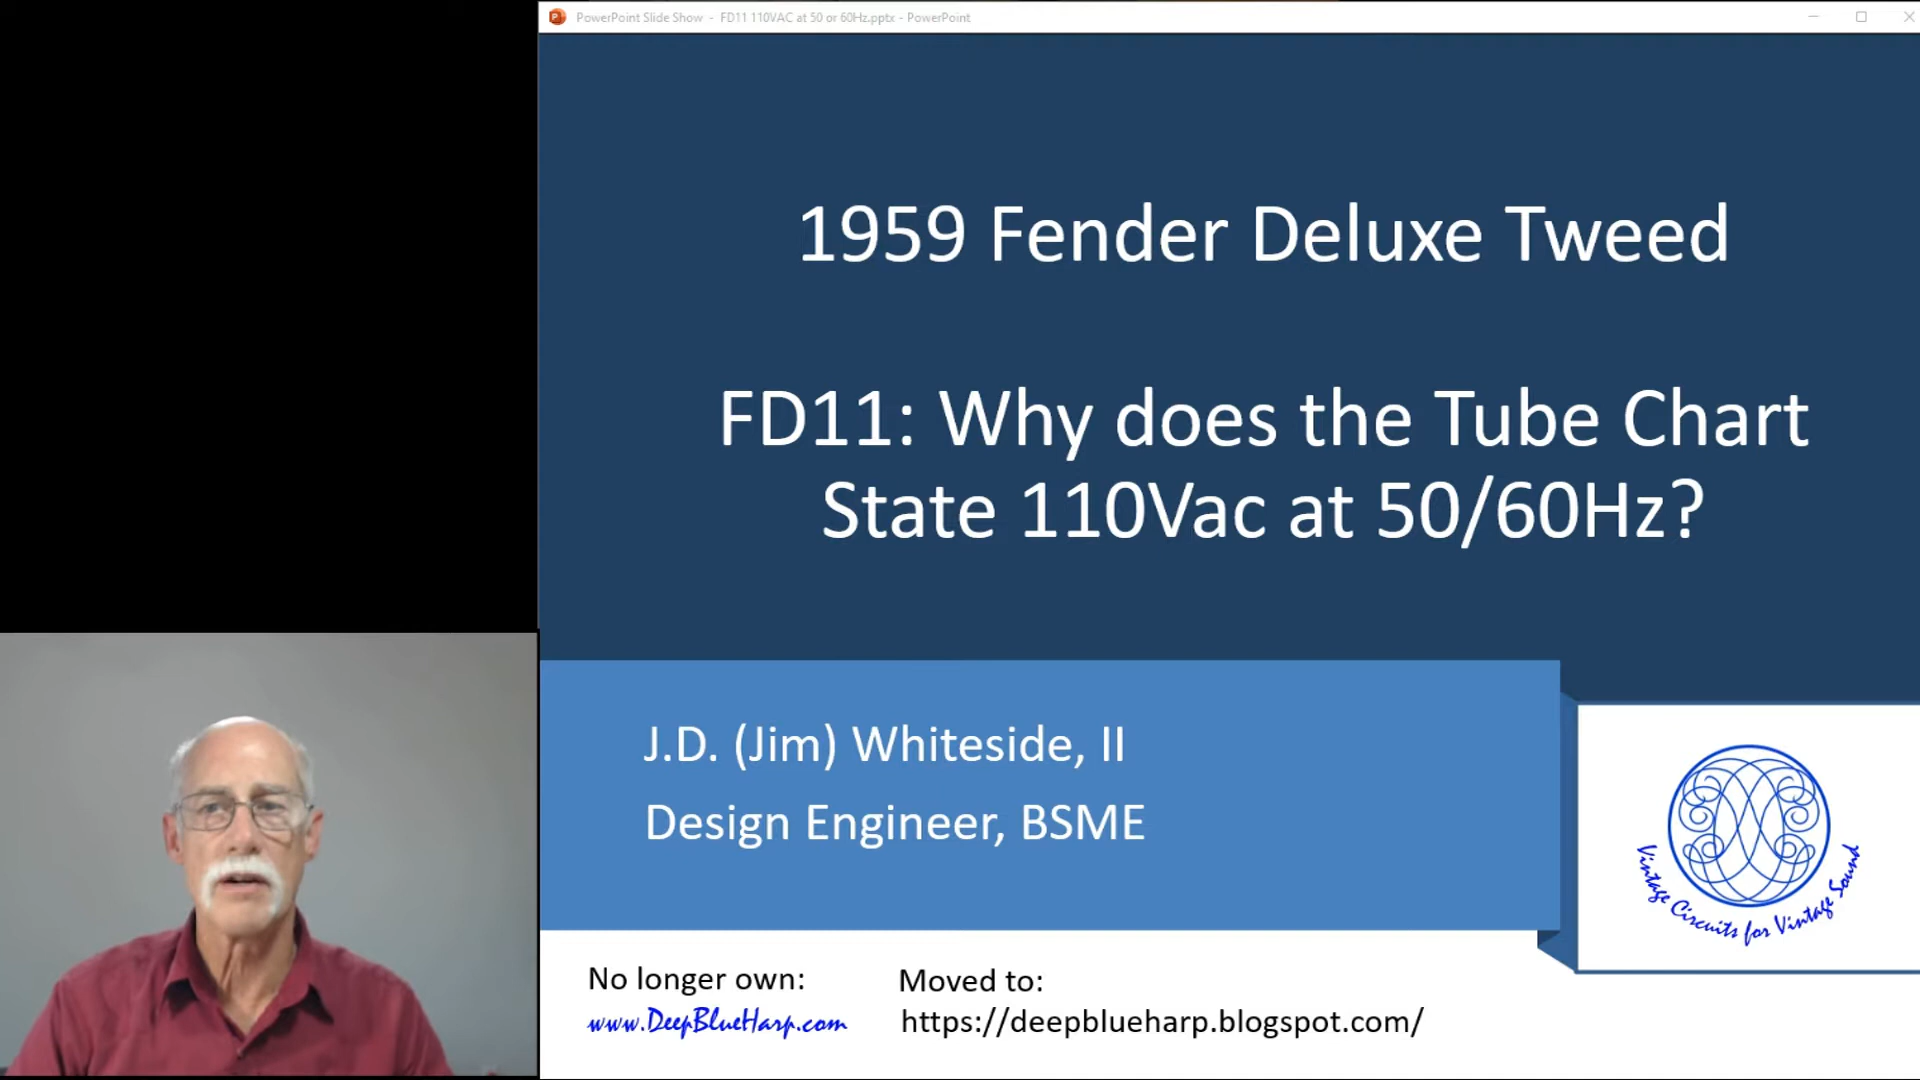 PowerPoint Slide Show - FD11 110VAC at 50 or 60Hz.pptx - PowerPoint
1959 Fender Deluxe Tweed
FD11: Why does the Tube Chart
State 110Vac at 50/60Hz?
J.D. (Jim) Whiteside, II
Design Engineer, BSME
Vintage Circuits for Vintage Sound
No longer own:
www.DeepBlueHarp.com
Moved to:
https://deepblueharp.blogspot.com/